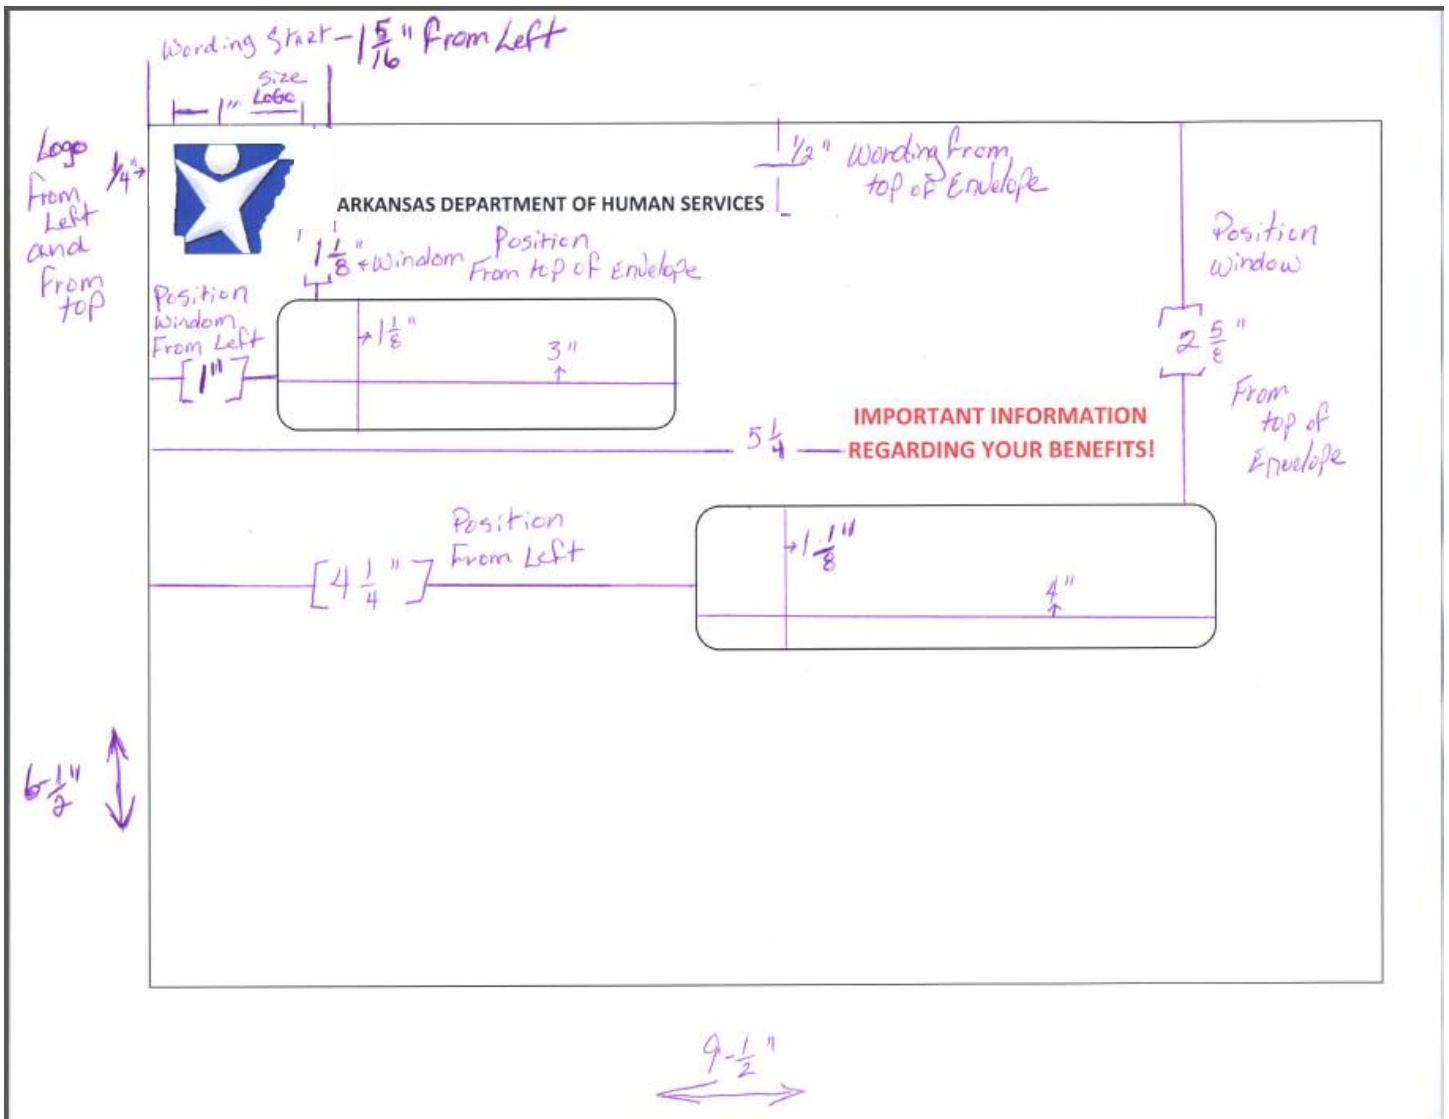 Wording Start - 1 5/16" From Left
Size
1" Logo
Logo
1/4"
From
Left
and
From
top
1/2" Wording From
top of Envelope
ARKANSAS DEPARTMENT OF HUMAN SERVICES
1 1/8" Windom Position
From top of Envelope
Position
Window
2 5/8"
From
top of
Envelope
Position
Windom
From Left
[1"]
1 1/8"
3"
IMPORTANT INFORMATION
REGARDING YOUR BENEFITS!
5 1/4
Position
From Left
[4 1/4"]
1 1/8"
4"
6-1/2"
9-1/2"